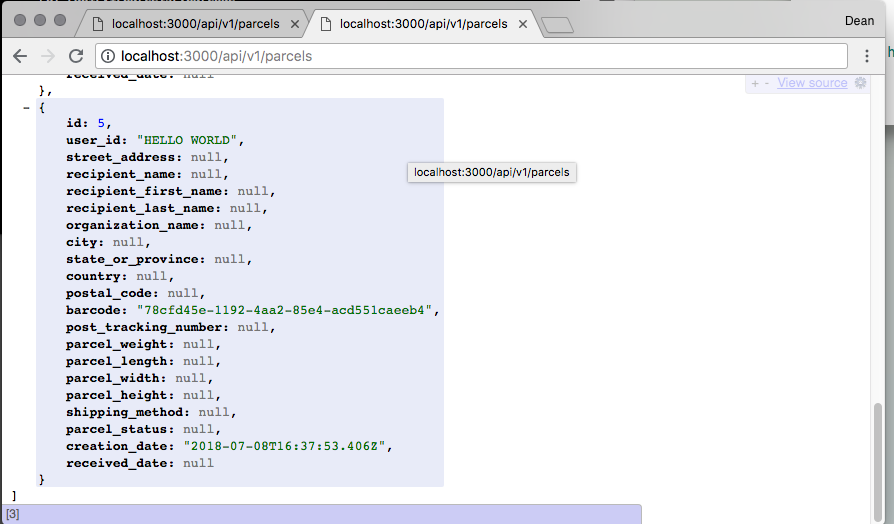 localhost:3000/api/v1/parcels
localhost:3000/api/v1/parcels
Dean
localhost:3000/api/v1/parcels
received_date: null
},
+ - View source
- {
id: 5,
user_id: "HELLO WORLD",
street_address: null,
recipient_name: null,
localhost:3000/api/v1/parcels
recipient_first_name: null,
recipient_last_name: null,
organization_name: null,
city: null,
state_or_province: null,
country: null,
postal_code: null,
barcode: "78cfd45e-1192-4aa2-85e4-acd551caeeb4",
post_tracking_number: null,
parcel_weight: null,
parcel_length: null,
parcel_width: null,
parcel_height: null,
shipping_method: null,
parcel_status: null,
creation_date: "2018-07-08T16:37:53.406Z",
received_date: null
}
]
[3]